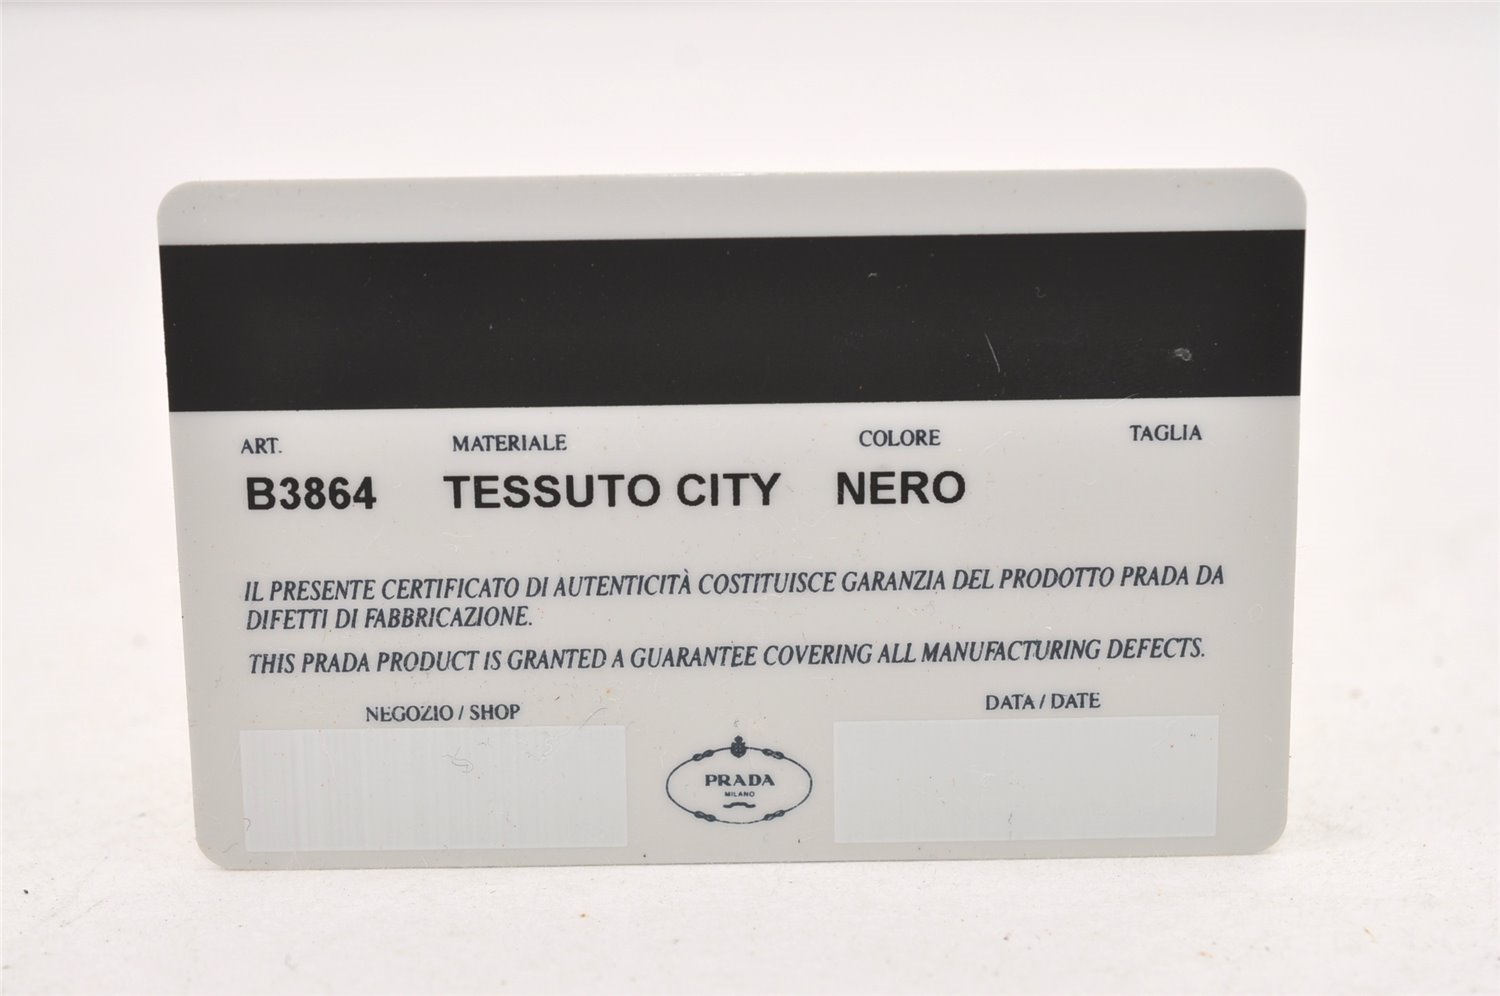 ART. MATERIALE COLORE TAGLIA
B3864 TESSUTO CITY NERO
IL PRESENTE CERTIFICATO DI AUTENTICITÀ COSTITUISCE GARANZIA DEL PRODOTTO PRADA DA
DIFETTI DI FABBRICAZIONE.
THIS PRADA PRODUCT IS GRANTED A GUARANTEE COVERING ALL MANUFACTURING DEFECTS.
NEGOZIO / SHOP DATA / DATE
PRADA
MILANO